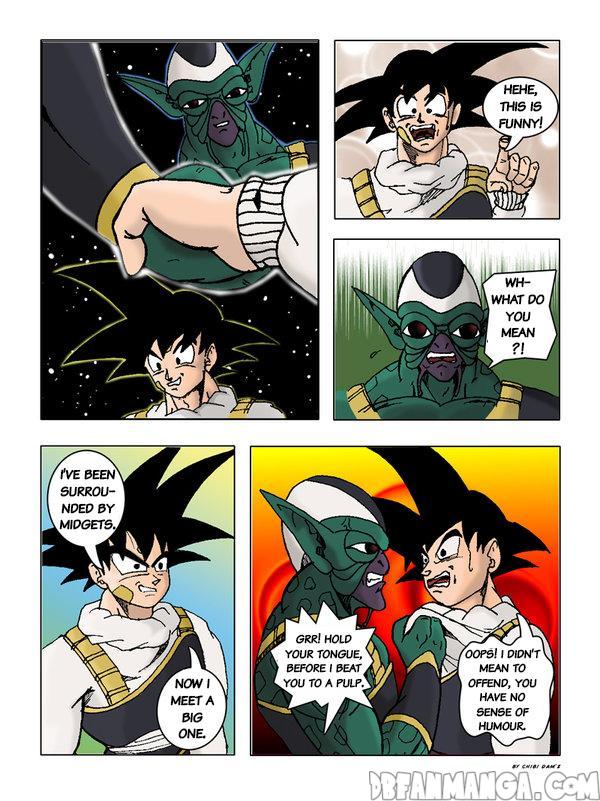 HEHE,
THIS IS
FUNNY!
WH-
WHAT DO
YOU
MEAN
?!
I'VE BEEN
SURROU-
NDED BY
MIDGETS.
NOW I
MEET A
BIG
ONE.
GRR! HOLD
YOUR TONGUE,
BEFORE I BEAT
YOU TO A PULP.
OOPS! I DIDN'T
MEAN TO
OFFEND, YOU
HAVE NO
SENSE OF
HUMOUR.
BY CHIBI DAM'Z
DBFANMANGA.COM